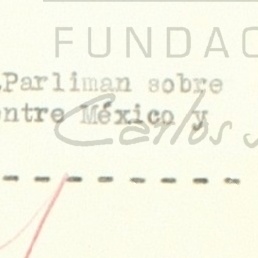 FUNDAC
.Parliman sobre
entre México y
Carlos S
-- -- -- -- -- -- -- --